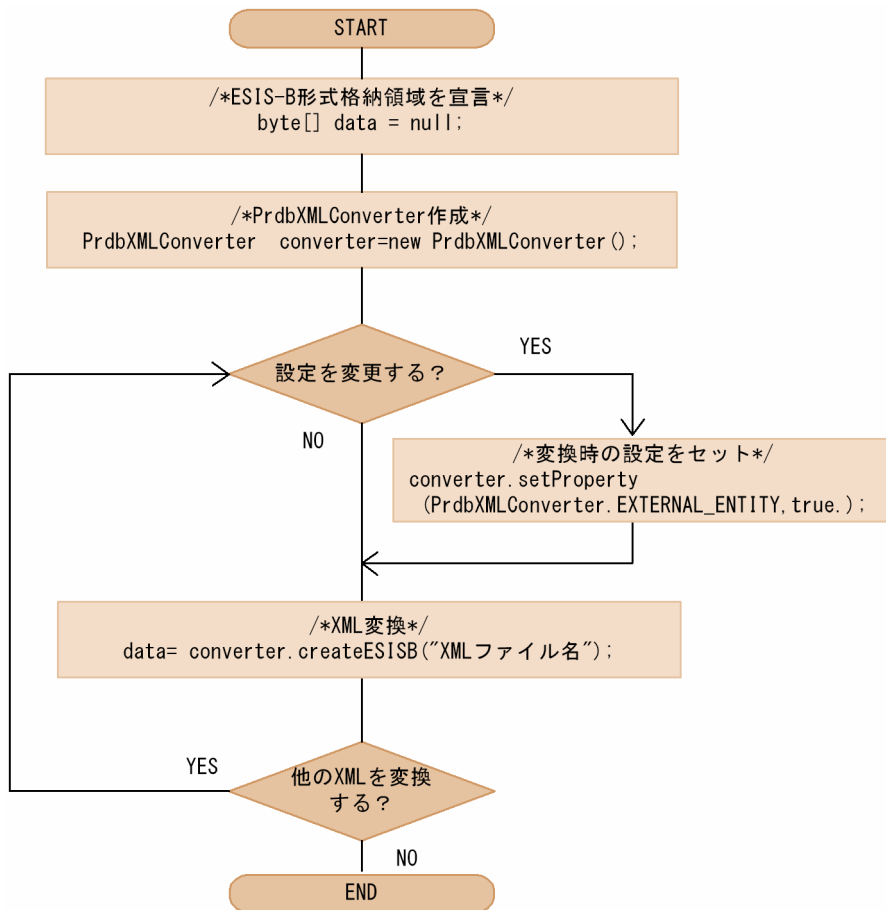 START
/*ESIS-B形式格納領域を宣言*/
byte[] data = null;
/*PrdbXMLConverter作成*/
PrdbXMLConverter  converter=new PrdbXMLConverter();
設定を変更する？
YES
NO
/*変換時の設定をセット*/
converter.setProperty
(PrdbXMLConverter.EXTERNAL_ENTITY,true.);
/*XML変換*/
data= converter.createESISB("XMLファイル名");
YES
他のXMLを変換
する？
NO
END